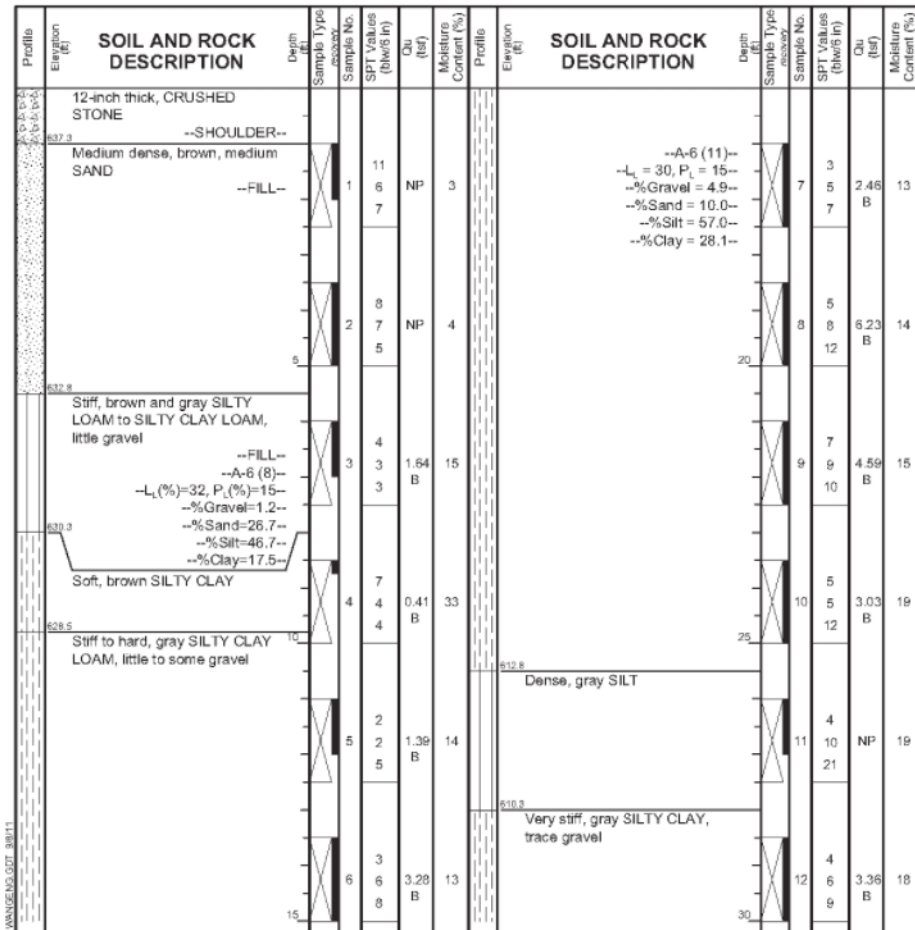 Profile
Elevation (ft)
SOIL AND ROCK
DESCRIPTION
Depth (ft)
Sample Type
recovery
Sample No.
SPT Values
(blw/6 in)
Qu
(tsf)
Moisture
Content (%)
Profile
Elevation (ft)
SOIL AND ROCK
DESCRIPTION
Depth (ft)
Sample Type
recovery
Sample No.
SPT Values
(blw/6 in)
Qu
(tsf)
Moisture
Content (%)
12-inch thick, CRUSHED
STONE
--SHOULDER--
637.3
Medium dense, brown, medium
SAND
--FILL--
11
1 6 NP 3
7
8
2 7 NP 4
5
5
632.8
Stiff, brown and gray SILTY
LOAM to SILTY CLAY LOAM,
little gravel
--FILL--
--A-6 (8)--
--LL(%)=32, PL(%)=15--
--%Gravel=1.2--
--%Sand=26.7--
--%Silt=46.7--
--%Clay=17.5--
4
3 3 1.64 15
3 B
630.3
Soft, brown SILTY CLAY
7
4 4 0.41 33
4 B
628.5
10
Stiff to hard, gray SILTY CLAY
LOAM, little to some gravel
2
5 2 1.39 14
5 B
3
6 6 3.28 13
8 B
15
--A-6 (11)--
--LL = 30, PL = 15--
--%Gravel = 4.9--
--%Sand = 10.0--
--%Silt = 57.0--
--%Clay = 28.1--
3
7 5 2.46 13
7 B
5
8 8 6.23 14
12 B
20
7
9 9 4.59 15
10 B
5
10 5 3.03 19
12 B
25
612.8
Dense, gray SILT
4
11 10 NP 19
21
610.3
Very stiff, gray SILTY CLAY,
trace gravel
4
12 6 3.36 18
9 B
30
WANGENG.GDT 9/8/11